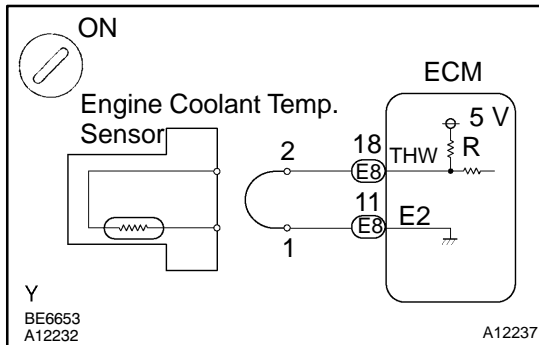 ON
ECM
Engine Coolant Temp.
Sensor
5 V
R
2
18
THW
E8
11
E2
E8
1
Y
BE6653
A12232
A12237